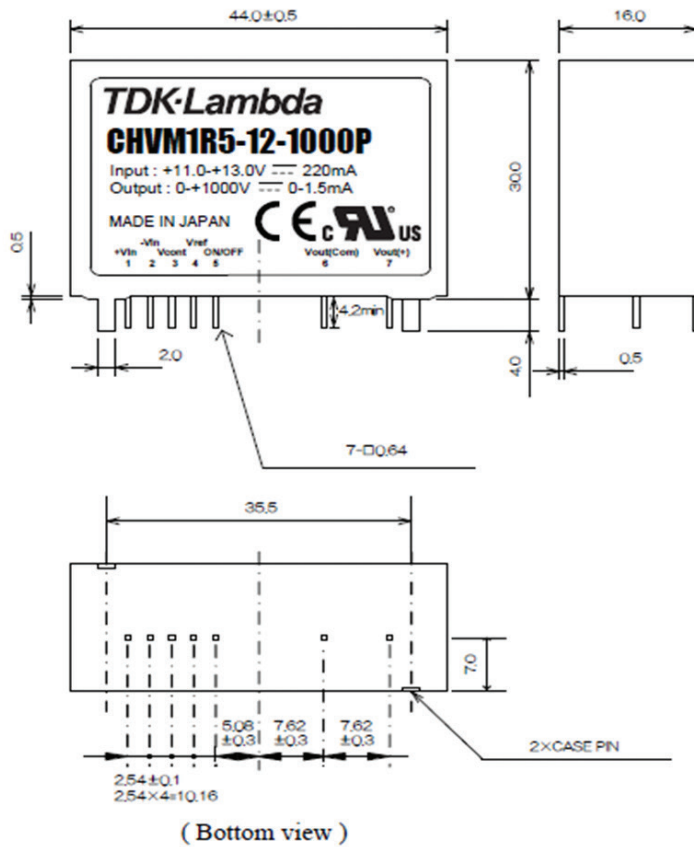 44.0±0.5
16.0
TDK·Lambda
CHVM1R5-12-1000P
Input : +11.0-+13.0V ⎓ 220mA
Output : 0-+1000V ⎓ 0-1.5mA
MADE IN JAPAN
CE c RU US
-Vin Vref
+Vin Vcont ON/OFF Vout(Com) Vout(+)
1 2 3 4 5 6 7
30.0
0.5
4.2min
4.0
2.0
0.5
7-□0.64
35.5
7.0
5.08 ±0.3
7.62 ±0.3
7.62 ±0.3
2×CASE PIN
2.54±0.1
2.54×4=10.16
( Bottom view )